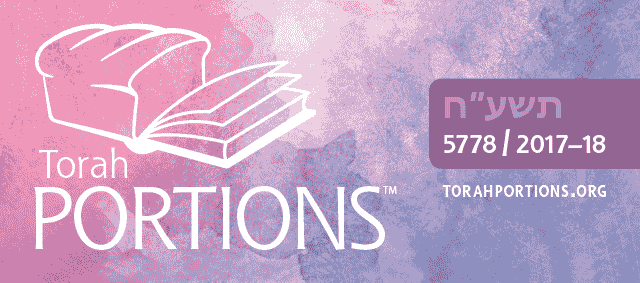 Torah
PORTIONS™
תשע״ח
5778 / 2017–18
TORAHPORTIONS.ORG